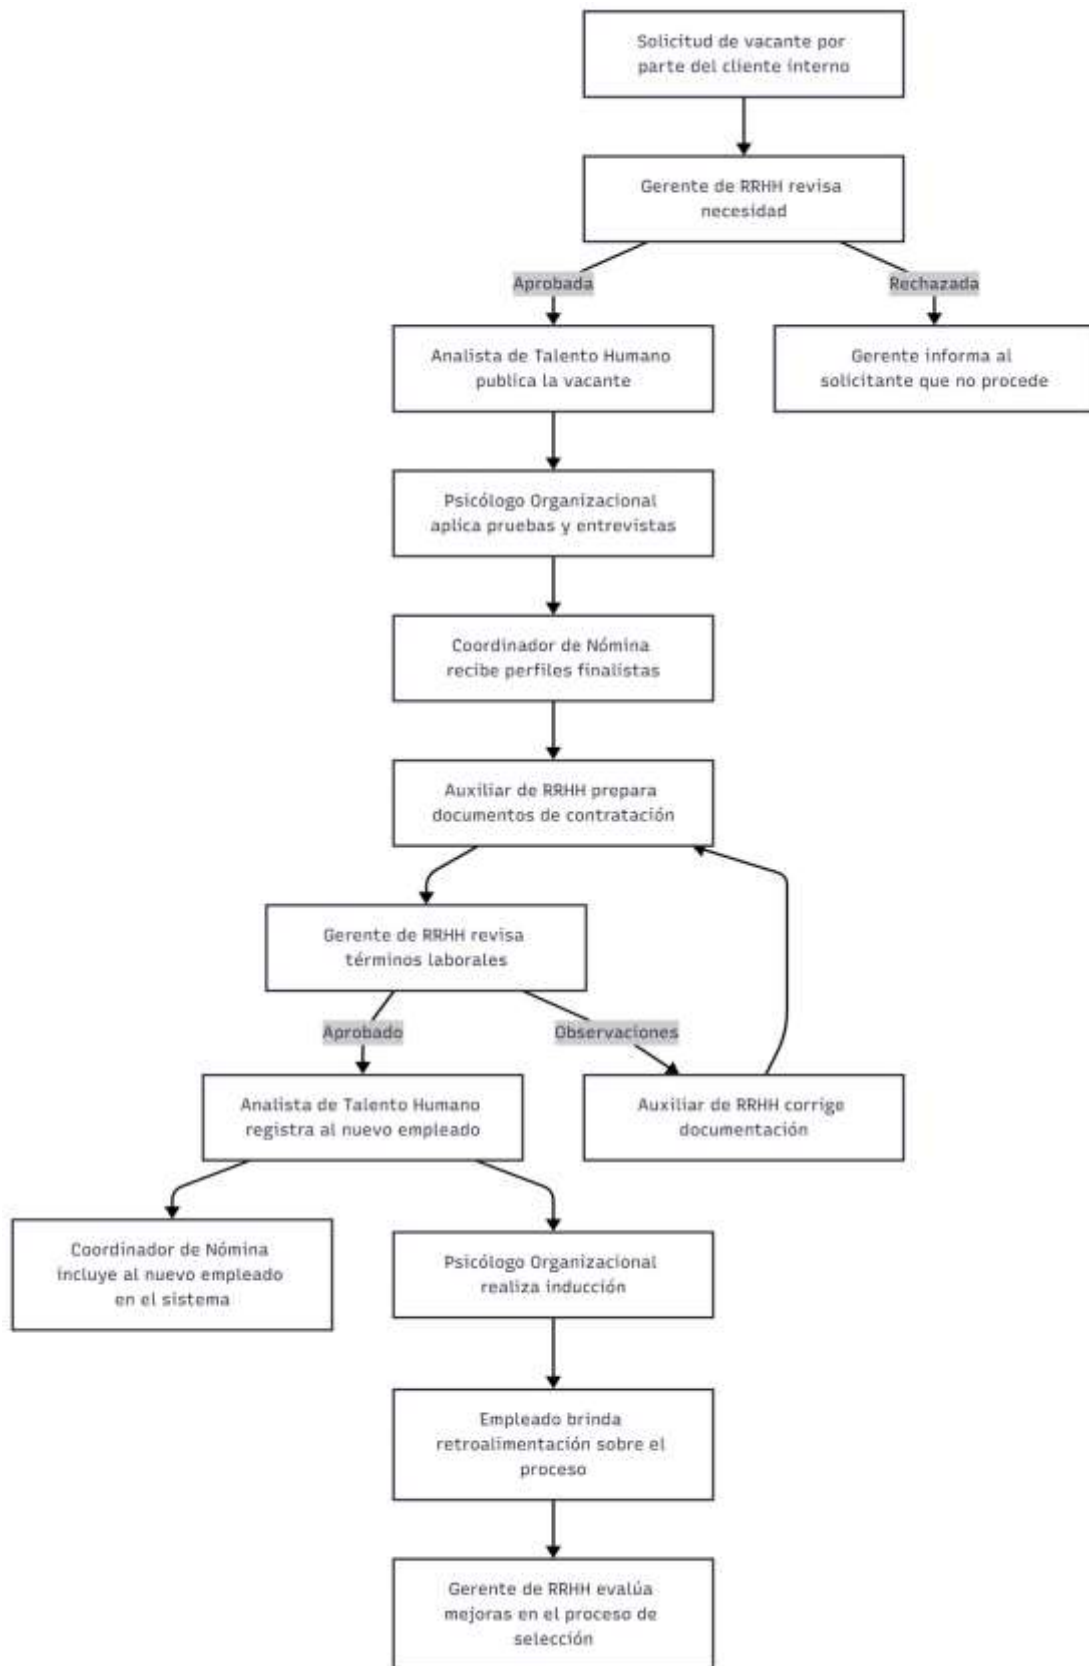 Solicitud de vacante por
parte del cliente interno
Gerente de RRHH revisa
necesidad
Aprobada
Rechazada
Analista de Talento Humano
publica la vacante
Gerente informa al
solicitante que no procede
Psicólogo Organizacional
aplica pruebas y entrevistas
Coordinador de Nómina
recibe perfiles finalistas
Auxiliar de RRHH prepara
documentos de contratación
Gerente de RRHH revisa
términos laborales
Aprobado
Observaciones
Analista de Talento Humano
registra al nuevo empleado
Auxiliar de RRHH corrige
documentación
Coordinador de Nómina
incluye al nuevo empleado
en el sistema
Psicólogo Organizacional
realiza inducción
Empleado brinda
retroalimentación sobre el
proceso
Gerente de RRHH evalúa
mejoras en el proceso de
selección